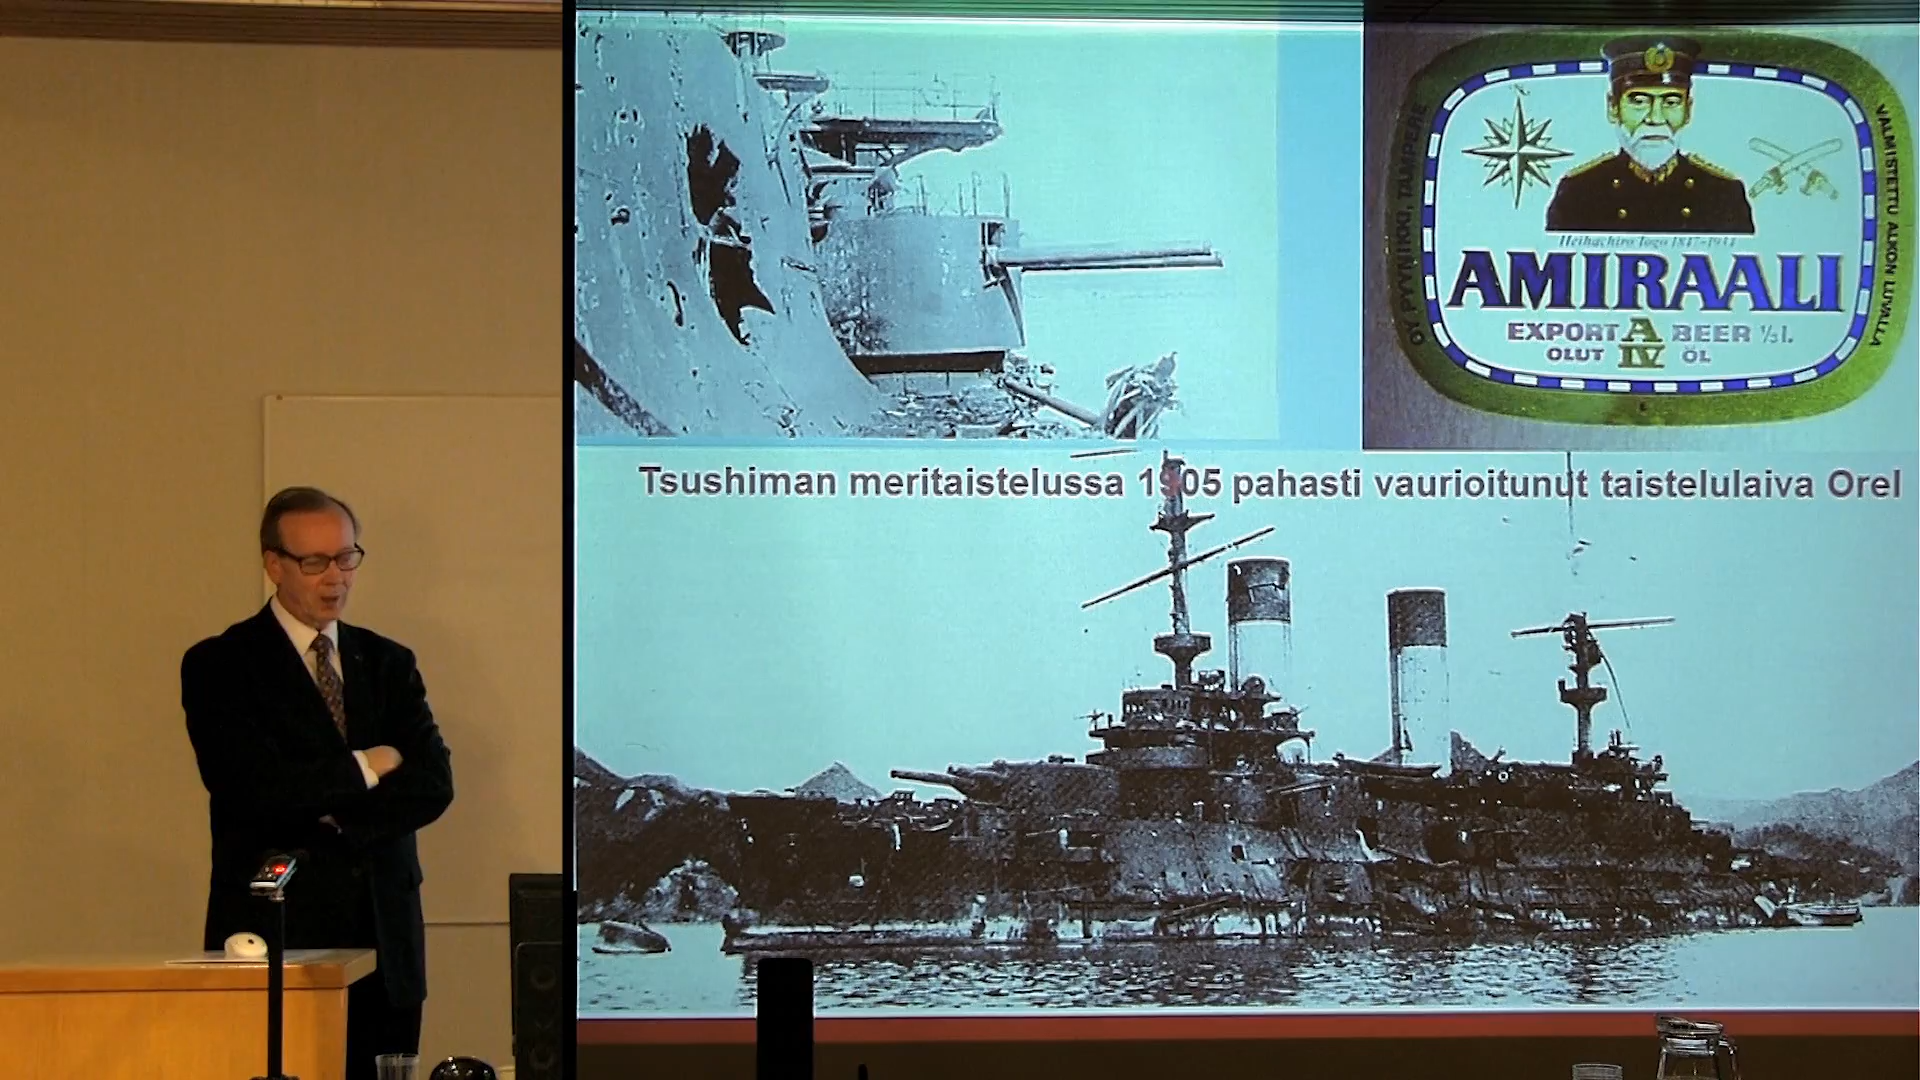 N
OY PYYNIKKI, TAMPERE
VALMISTETTU ALKON LUVALLA
Heihachiro Togo 1847-1934
AMIRAALI
EXPORT A BEER ⅓ l.
OLUT IV ÖL
Tsushiman meritaistelussa 1905 pahasti vaurioitunut taistelulaiva Orel